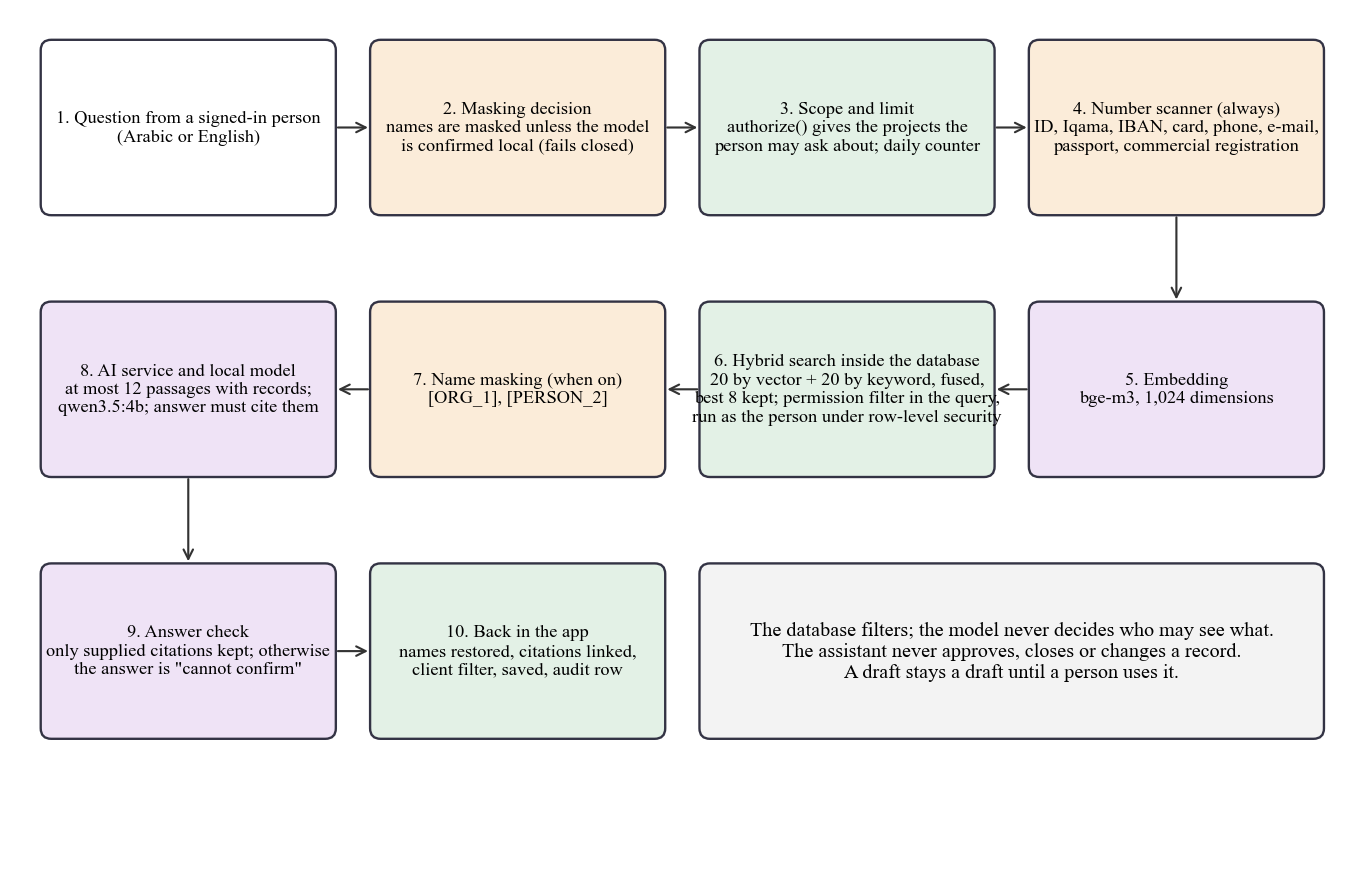 1. Question from a signed-in person
(Arabic or English)
2. Masking decision
names are masked unless the model
is confirmed local (fails closed)
3. Scope and limit
authorize() gives the projects the
person may ask about; daily counter
4. Number scanner (always)
ID, Iqama, IBAN, card, phone, e-mail,
passport, commercial registration
8. AI service and local model
at most 12 passages with records;
qwen3.5:4b; answer must cite them
7. Name masking (when on)
[ORG_1], [PERSON_2]
6. Hybrid search inside the database
20 by vector + 20 by keyword, fused,
best 8 kept; permission filter in the query,
run as the person under row-level security
5. Embedding
bge-m3, 1,024 dimensions
9. Answer check
only supplied citations kept; otherwise
the answer is "cannot confirm"
10. Back in the app
names restored, citations linked,
client filter, saved, audit row
The database filters; the model never decides who may see what.
The assistant never approves, closes or changes a record.
A draft stays a draft until a person uses it.